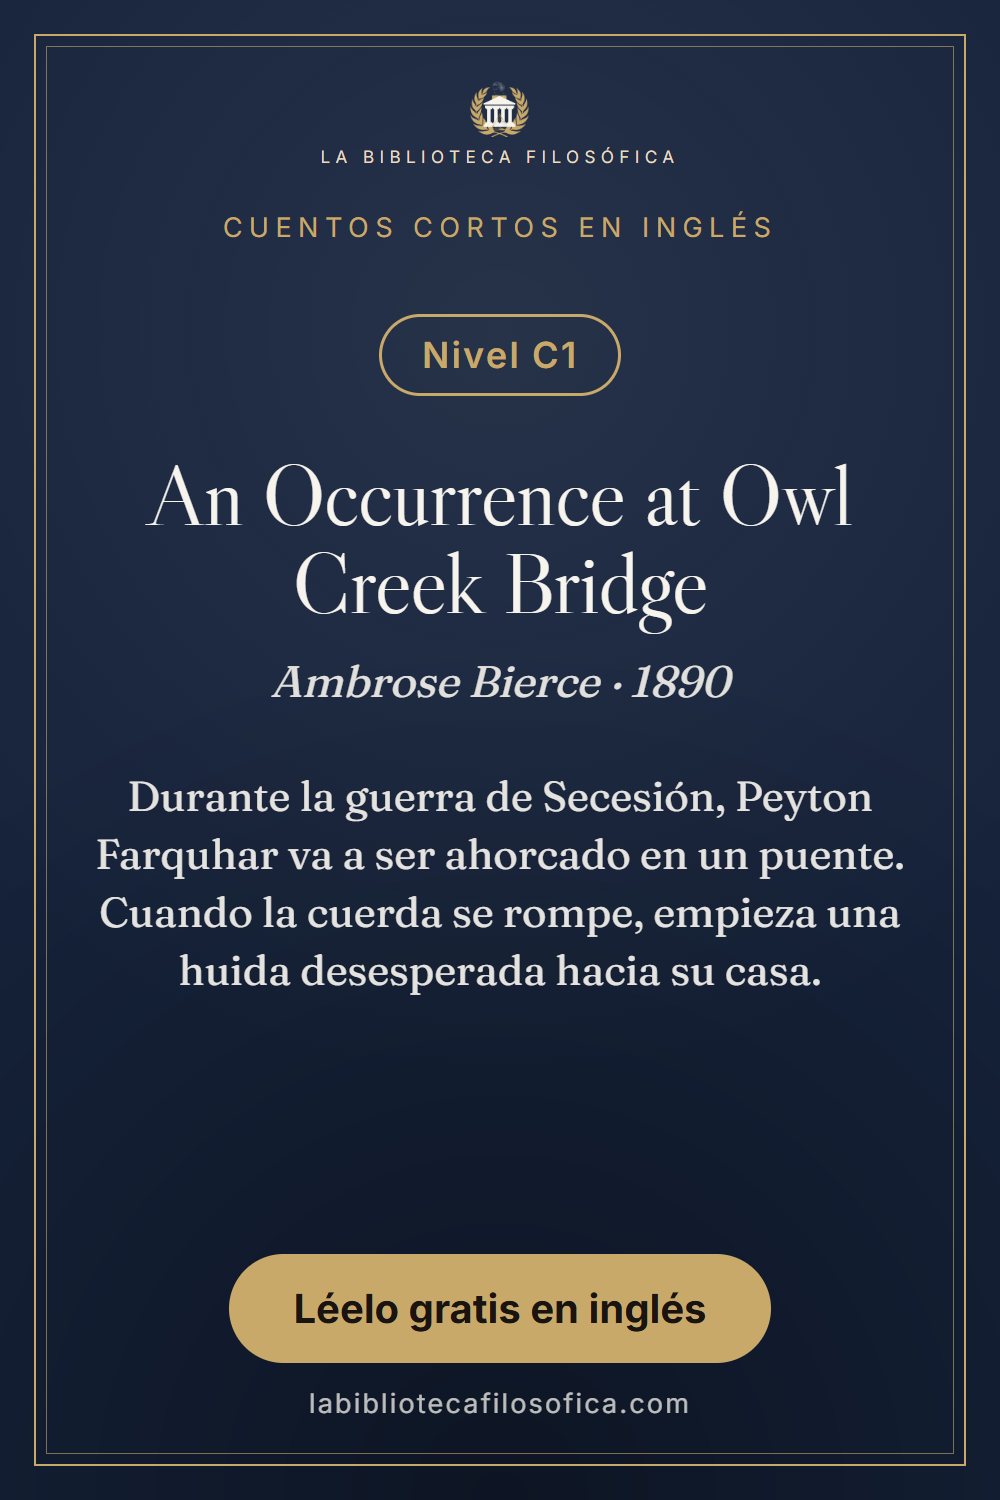 LA BIBLIOTECA FILOSÓFICA
CUENTOS CORTOS EN INGLÉS
Nivel C1
An Occurrence at Owl
Creek Bridge
Ambrose Bierce · 1890
Durante la guerra de Secesión, Peyton
Farquhar va a ser ahorcado en un puente.
Cuando la cuerda se rompe, empieza una
huida desesperada hacia su casa.
Léelo gratis en inglés
labibliotecafilosofica.com